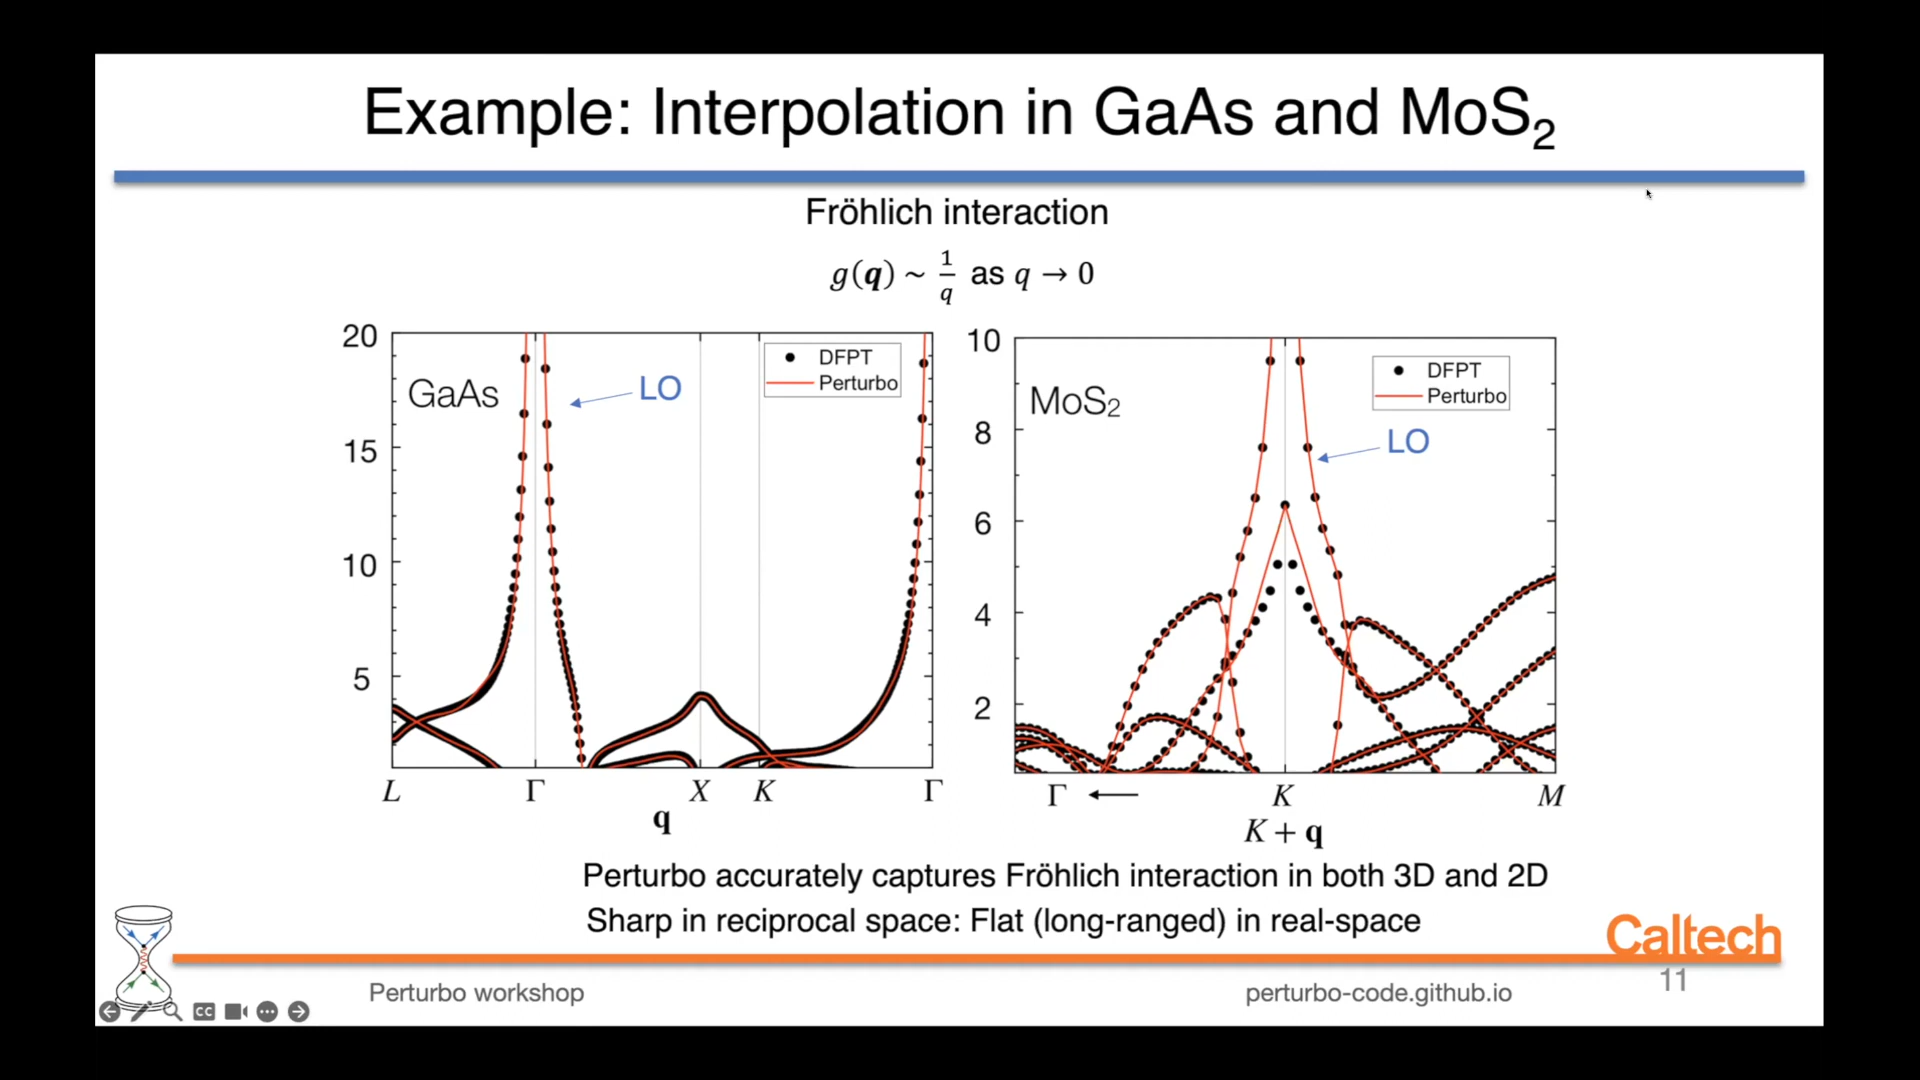 Example: Interpolation in GaAs and MoS₂
Fröhlich interaction
g(q) ~ 1/q as q → 0
20
15
10
5
GaAs
LO
DFPT
Perturbo
L Γ X K Γ
q
10
8
6
4
2
MoS₂
LO
DFPT
Perturbo
Γ ← K M
K + q
Perturbo accurately captures Fröhlich interaction in both 3D and 2D
Sharp in reciprocal space: Flat (long-ranged) in real-space
Caltech
11
Perturbo workshop
perturbo-code.github.io
CC